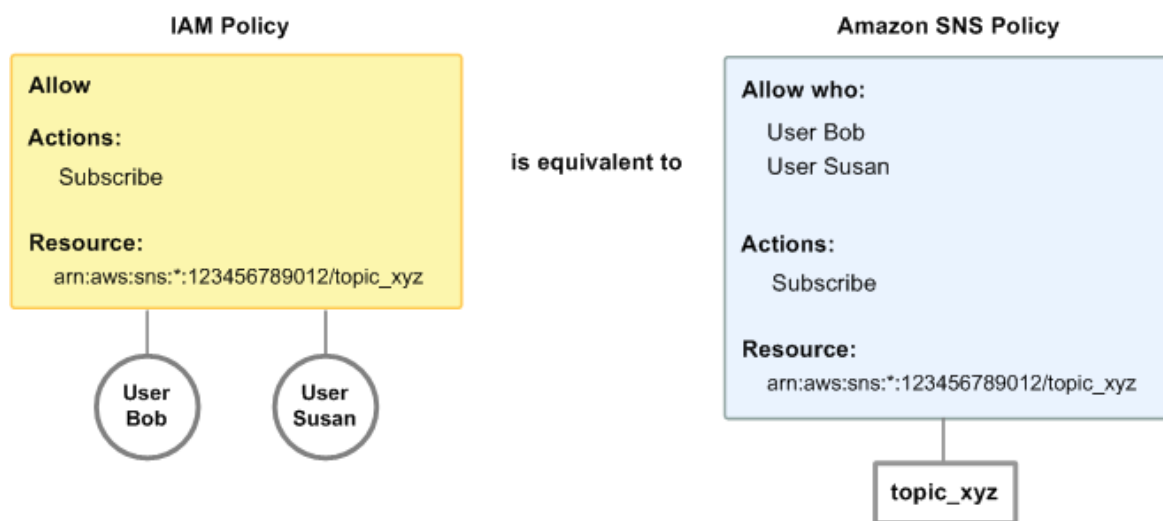 IAM Policy
Allow
Actions:
Subscribe
Resource:
arn:aws:sns:*:123456789012/topic_xyz
User
Bob
User
Susan
is equivalent to
Amazon SNS Policy
Allow who:
User Bob
User Susan
Actions:
Subscribe
Resource:
arn:aws:sns:*:123456789012/topic_xyz
topic_xyz